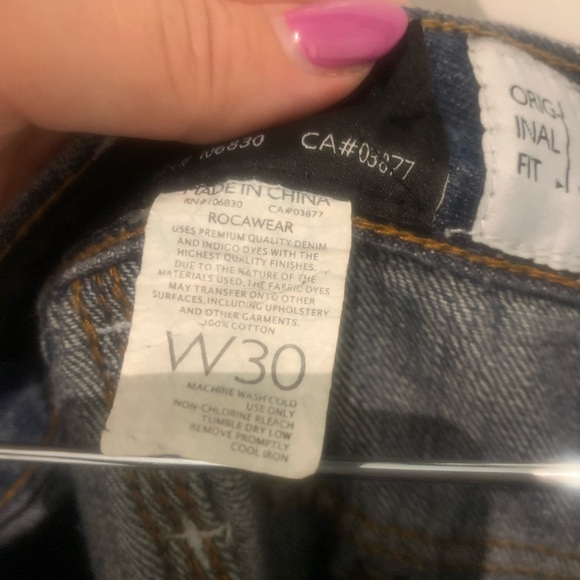 106830 CA#03877
ORIG-
INAL
FIT
MADE IN CHINA
RN#106830 CA#03877
ROCAWEAR
USES PREMIUM QUALITY DENIM
AND INDIGO DYES WITH THE
HIGHEST QUALITY FINISHES.
DUE TO THE NATURE OF THE
MATERIALS USED, THE FABRIC DYES
MAY TRANSFER ONTO OTHER
SURFACES, INCLUDING UPHOLSTERY
AND OTHER GARMENTS.
100% COTTON
W30
MACHINE WASH COLD
USE ONLY
NON-CHLORINE BLEACH
TUMBLE DRY LOW
REMOVE PROMPTLY
COOL IRON